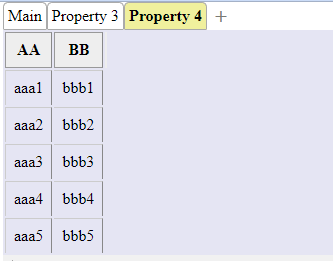 Main Property 3 Property 4 +
AA BB
aaa1 bbb1
aaa2 bbb2
aaa3 bbb3
aaa4 bbb4
aaa5 bbb5